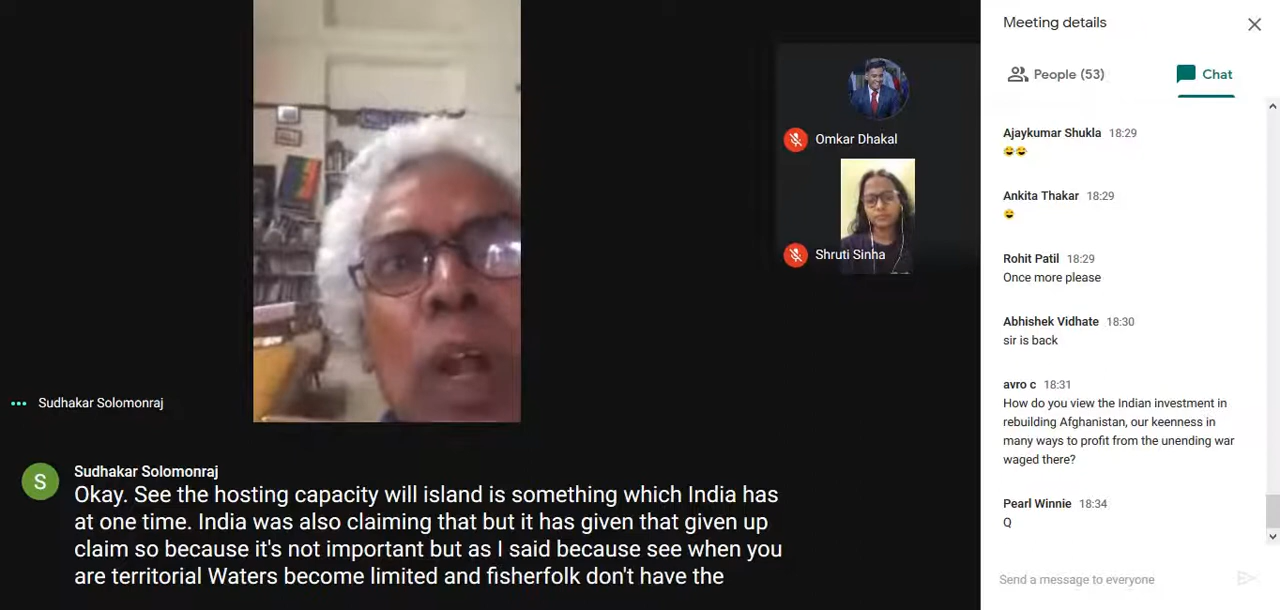 Omkar Dhakal
Shruti Sinha
Sudhakar Solomonraj
S
Sudhakar Solomonraj
Okay. See the hosting capacity will island is something which India has
at one time. India was also claiming that but it has given that given up
claim so because it's not important but as I said because see when you
are territorial Waters become limited and fisherfolk don't have the
Meeting details
People (53)
Chat
Ajaykumar Shukla 18:29
😂😂
Ankita Thakar 18:29
😂
Rohit Patil 18:29
Once more please
Abhishek Vidhate 18:30
sir is back
avro c 18:31
How do you view the Indian investment in
rebuilding Afghanistan, our keenness in
many ways to profit from the unending war
waged there?
Pearl Winnie 18:34
Q
Send a message to everyone